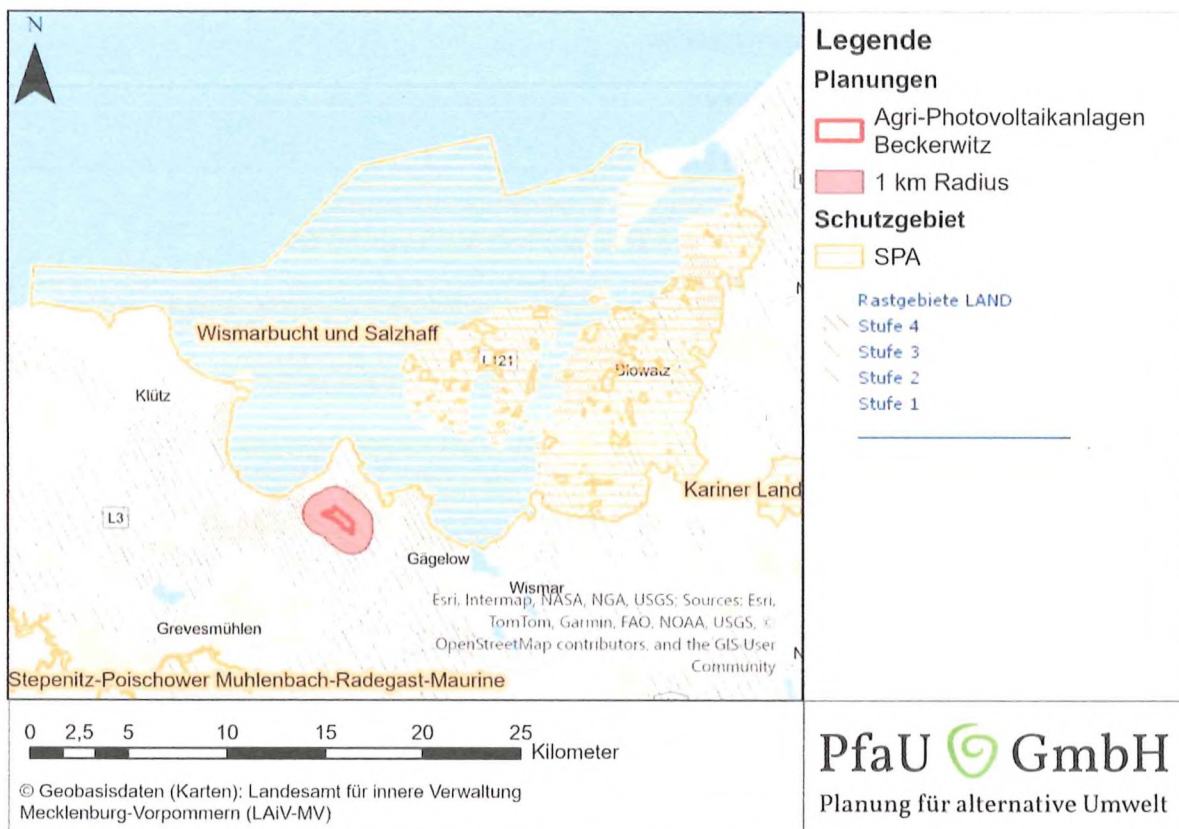 N
Wismarbucht und Salzhaff
L121
Klütz
Kariner Land
L3
Gägelow
Wismar
Grevesmühlen
Esri, Intermap, NASA, NGA, USGS; Sources: Esri,
TomTom, Garmin, FAO, NOAA, USGS, ©
OpenStreetMap contributors, and the GIS User
Community
Stepenitz-Poischower Muhlenbach-Radegast-Maurine
Legende
Planungen
Agri-Photovoltaikanlagen
Beckerwitz
1 km Radius
Schutzgebiet
SPA
Rastgebiete LAND
Stufe 4
Stufe 3
Stufe 2
Stufe 1
0 2,5 5 10 15 20 25
Kilometer
© Geobasisdaten (Karten): Landesamt für innere Verwaltung
Mecklenburg-Vorpommern (LAiV-MV)
PfaU GmbH
Planung für alternative Umwelt